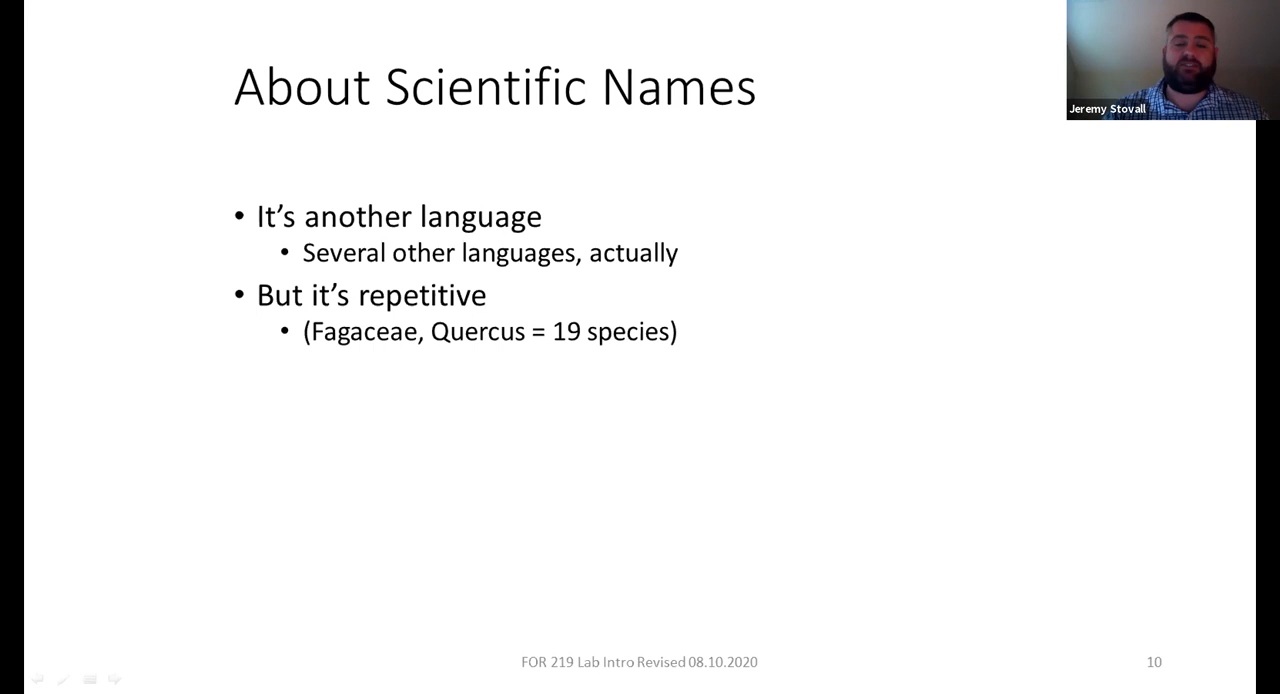 About Scientific Names
Jeremy Stovall
• It’s another language
• Several other languages, actually
• But it’s repetitive
• (Fagaceae, Quercus = 19 species)
FOR 219 Lab Intro Revised 08.10.2020
10